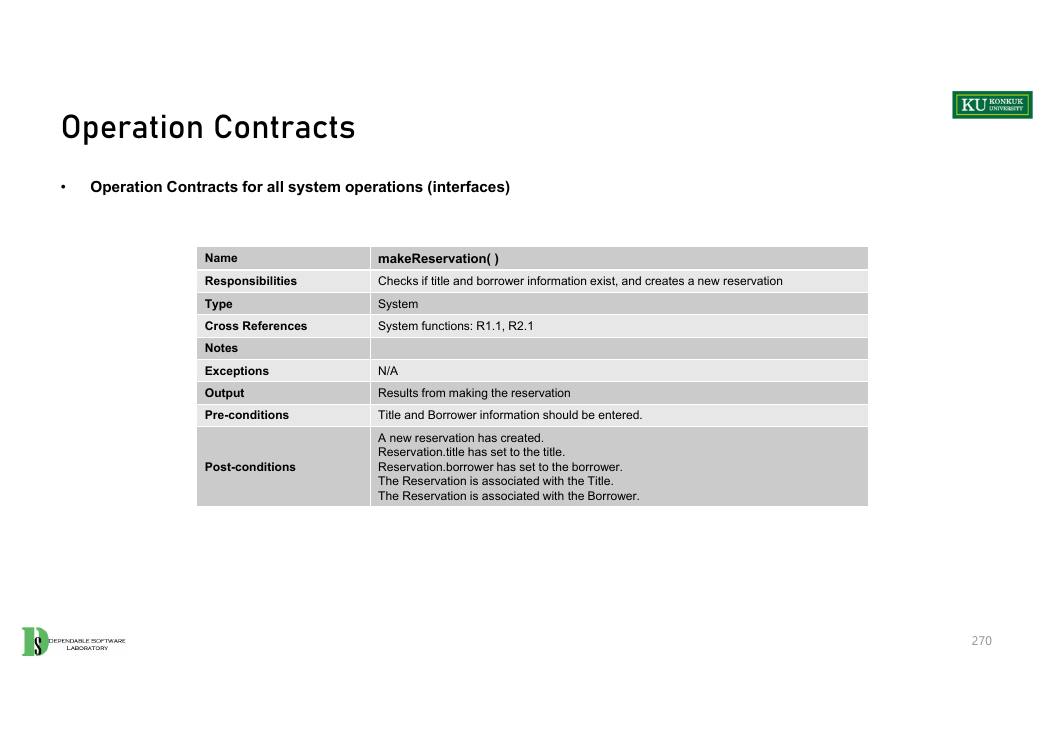 KU KONKUK
UNIVERSITY
Operation Contracts
• Operation Contracts for all system operations (interfaces)
Name makeReservation( )
Responsibilities Checks if title and borrower information exist, and creates a new reservation
Type System
Cross References System functions: R1.1, R2.1
Notes
Exceptions N/A
Output Results from making the reservation
Pre-conditions Title and Borrower information should be entered.
Post-conditions
A new reservation has created.
Reservation.title has set to the title.
Reservation.borrower has set to the borrower.
The Reservation is associated with the Title.
The Reservation is associated with the Borrower.
DS DEPENDABLE SOFTWARE
LABORATORY
270